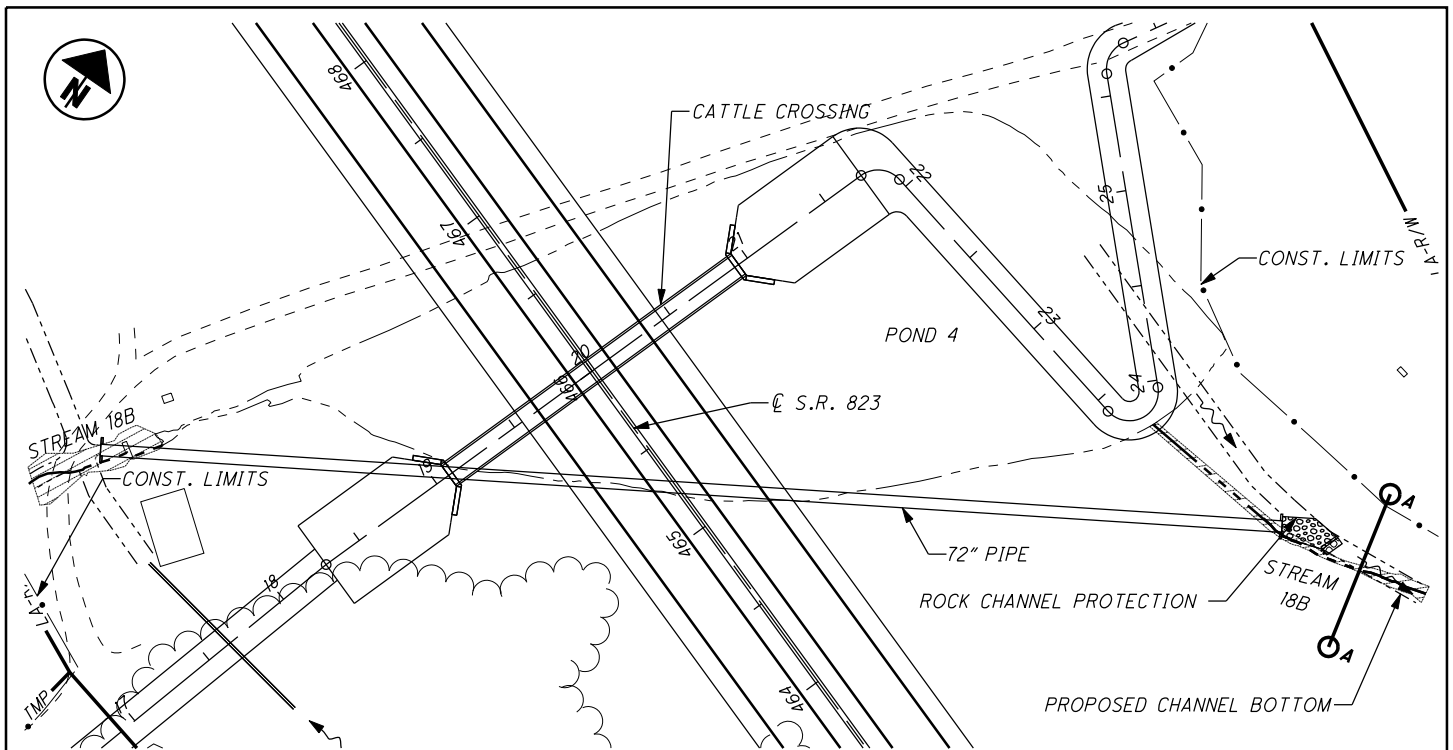 N
468
CATTLE CROSSING
22
25
A-R/W
467
CONST. LIMITS
23
POND 4
20
466
24
℄ S.R. 823
STREAM 18B
CONST. LIMITS
465
72" PIPE
A
18
ROCK CHANNEL PROTECTION
STREAM
18B
A
464
17
TMP
PROPOSED CHANNEL BOTTOM